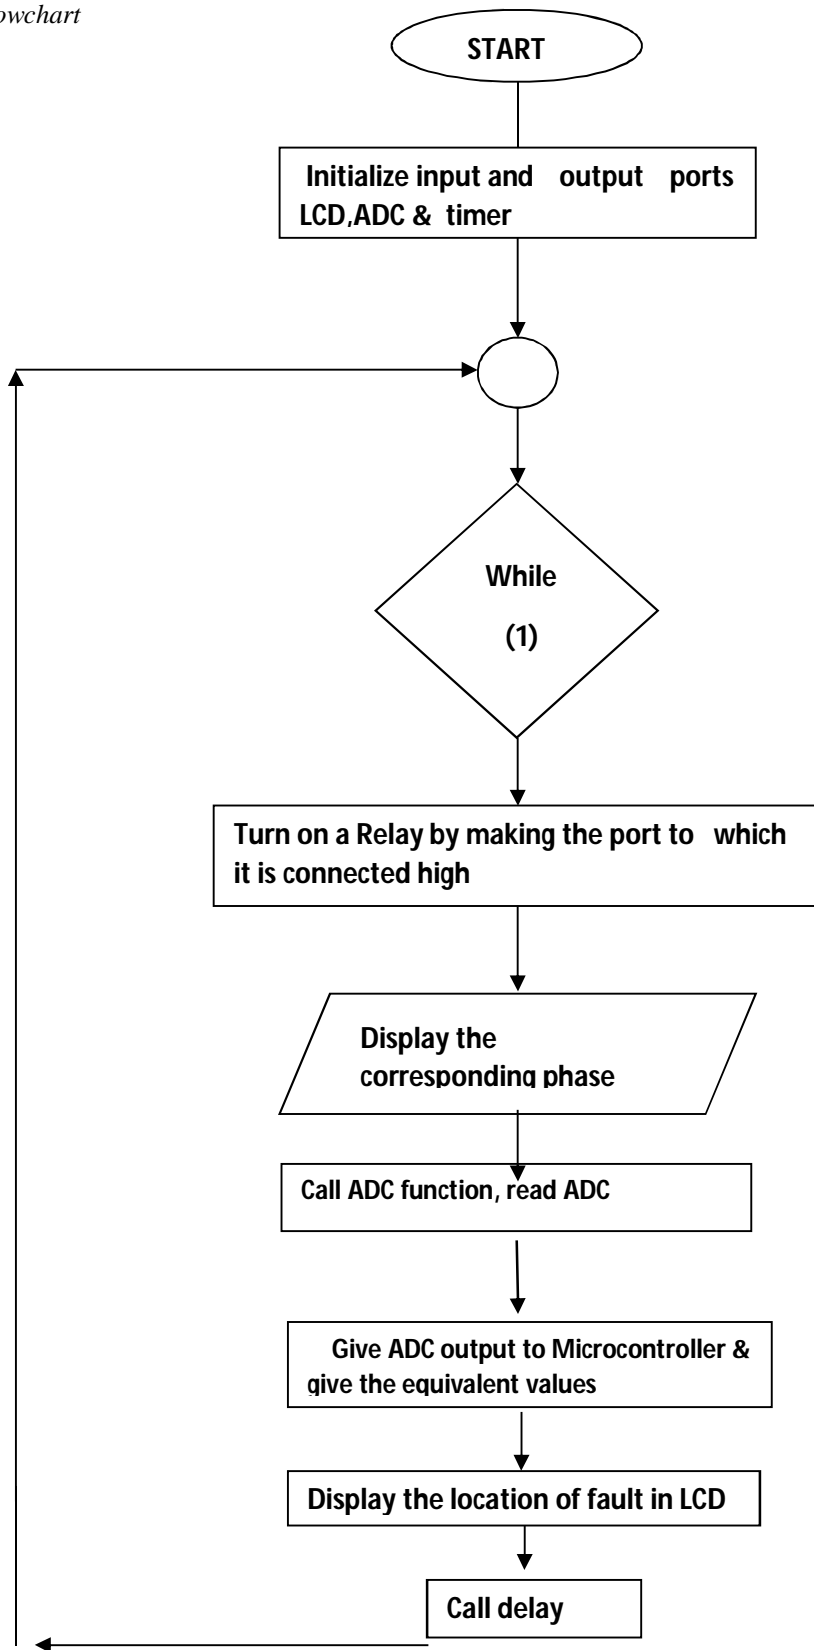 owchart
START
Initialize input and output ports
LCD,ADC & timer
While
(1)
Turn on a Relay by making the port to which
it is connected high
Display the
corresponding phase
Call ADC function, read ADC
Give ADC output to Microcontroller &
give the equivalent values
Display the location of fault in LCD
Call delay